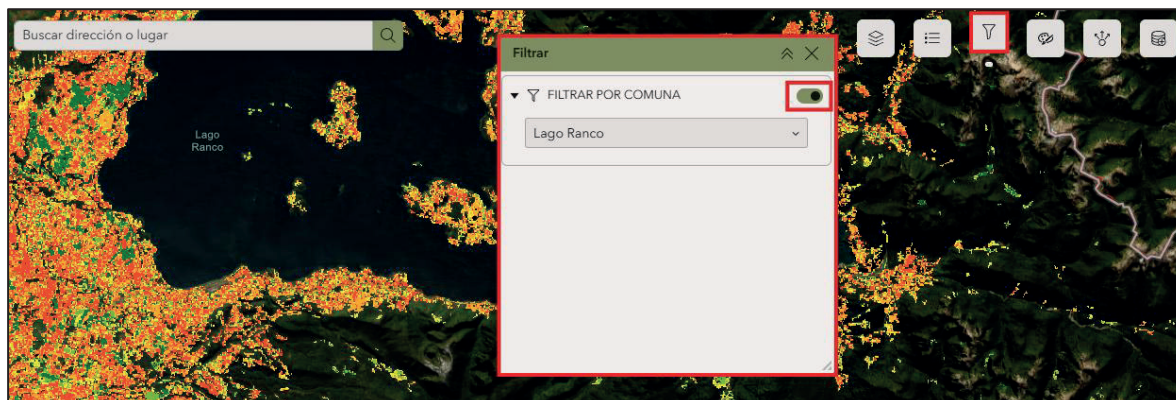 Buscar dirección o lugar
Filtrar
FILTRAR POR COMUNA
Lago Ranco
Lago
Ranco